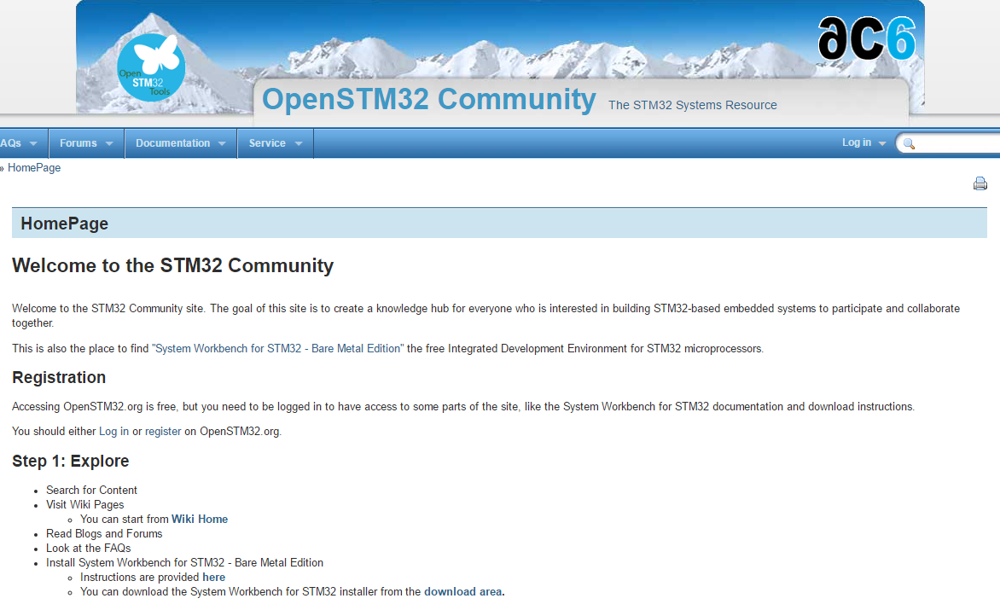 Open
STM32
Tools
ac6
OpenSTM32 Community The STM32 Systems Resource
AQs Forums Documentation Service Log in
» HomePage
HomePage
Welcome to the STM32 Community
Welcome to the STM32 Community site. The goal of this site is to create a knowledge hub for everyone who is interested in building STM32-based embedded systems to participate and collaborate
together.
This is also the place to find "System Workbench for STM32 - Bare Metal Edition" the free Integrated Development Environment for STM32 microprocessors.
Registration
Accessing OpenSTM32.org is free, but you need to be logged in to have access to some parts of the site, like the System Workbench for STM32 documentation and download instructions.
You should either Log in or register on OpenSTM32.org.
Step 1: Explore
Search for Content
Visit Wiki Pages
You can start from Wiki Home
Read Blogs and Forums
Look at the FAQs
Install System Workbench for STM32 - Bare Metal Edition
Instructions are provided here
You can download the System Workbench for STM32 installer from the download area.